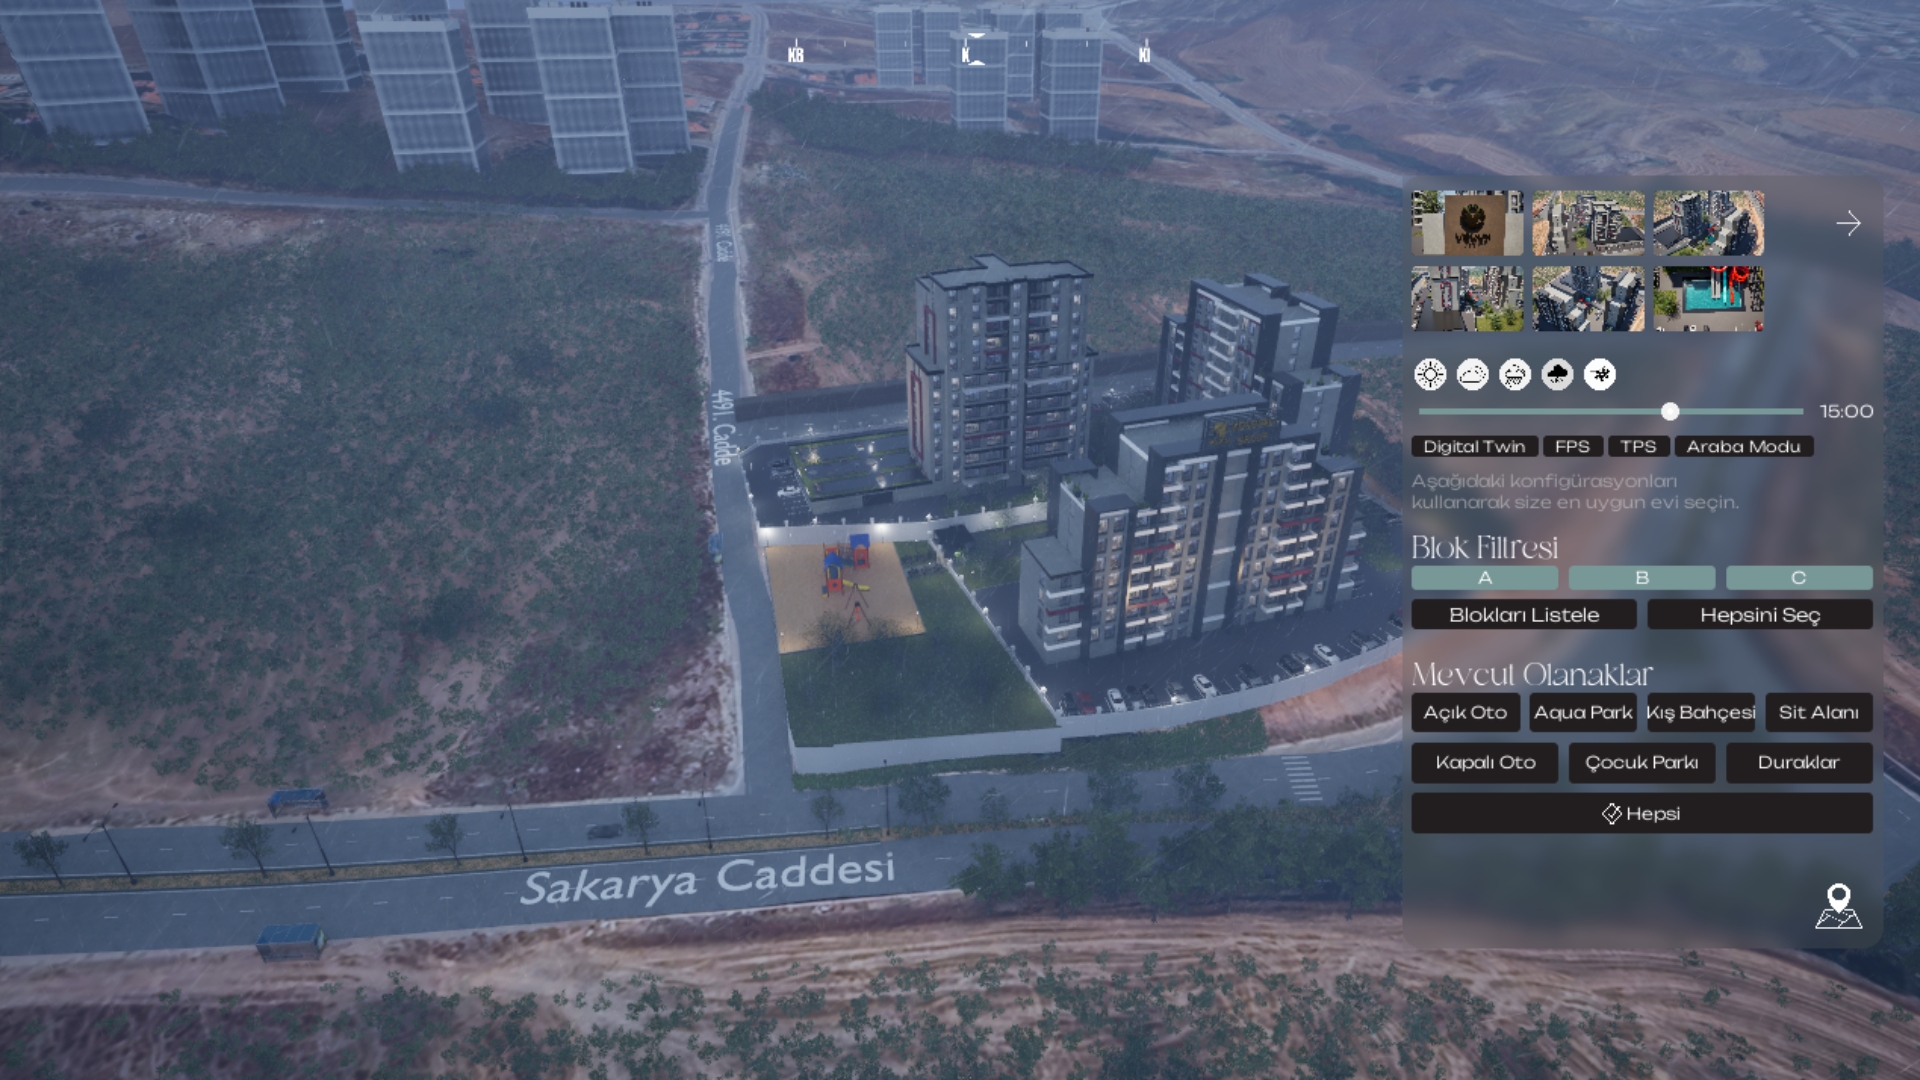 KB
K
KI
15:00
Digital Twin
FPS
TPS
Araba Modu
Aşağıdaki konfigürasyonları
kullanarak size en uygun evi seçin.
Blok Filtresi
A
B
C
Blokları Listele
Hepsini Seç
Mevcut Olanaklar
Açık Oto
Aqua Park
Kış Bahçesi
Sit Alanı
Kapalı Oto
Çocuk Parkı
Duraklar
Hepsi
4491. Cadde
Sakarya Caddesi